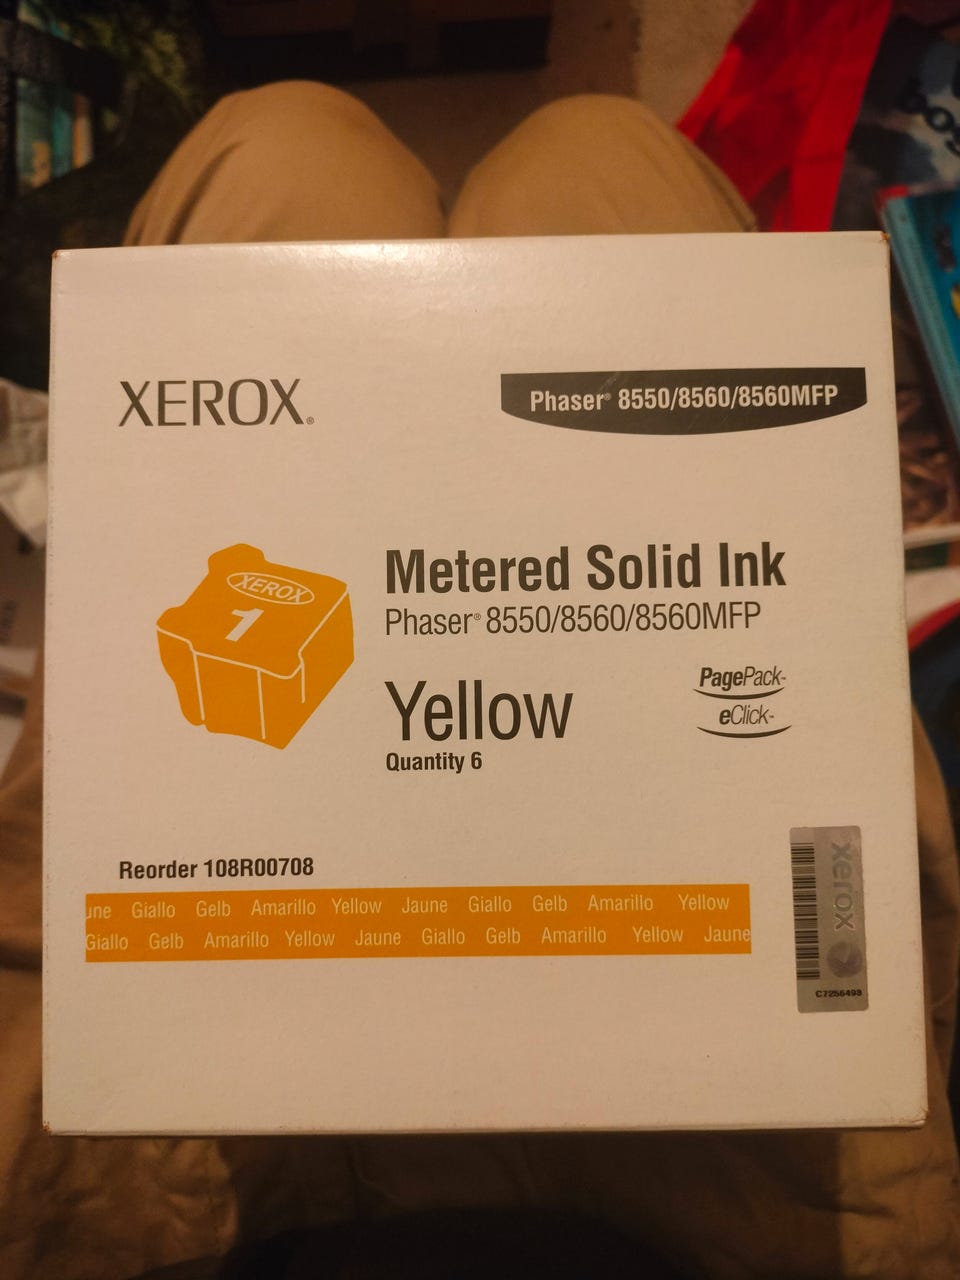 XEROX®
Phaser® 8550/8560/8560MFP
XEROX
1
Metered Solid Ink
Phaser® 8550/8560/8560MFP
Yellow
Quantity 6
PagePack
eClick
Reorder 108R00708
Giallo Gelb Amarillo Yellow Jaune Giallo Gelb Amarillo Yellow
Giallo Gelb Amarillo Yellow Jaune Giallo Gelb Amarillo Yellow Jaune
xerox
C7256498